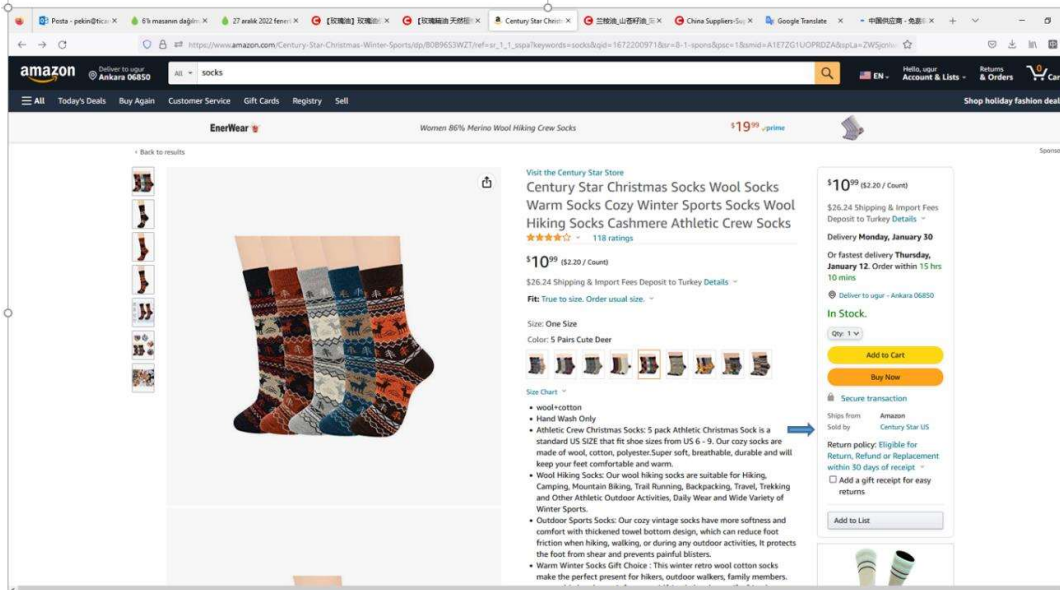 Posta - pekin@ticar
6'lı masanın dağılma
27 aralık 2022 fener
Century Star Christm
China Suppliers-Sup
Google Translate
https://www.amazon.com/Century-Star-Christmas-Winter-Sports/dp/B0B9653WZT/ref=sr_1_1_sspa?keywords=socks&qid=1672200971&sr=8-1-spons&psc=1
amazon
Deliver to ugur
Ankara 06850
All
socks
EN
Hello, ugur
Account & Lists
Returns
& Orders
0
Car
All
Today's Deals
Buy Again
Customer Service
Gift Cards
Registry
Sell
Shop holiday fashion deal
EnerWear
Women 86% Merino Wool Hiking Crew Socks
$19.99 prime
‹ Back to results
Sponso
Visit the Century Star Store
Century Star Christmas Socks Wool Socks
Warm Socks Cozy Winter Sports Socks Wool
Hiking Socks Cashmere Athletic Crew Socks
118 ratings
$10.99 ($2.20 / Count)
$26.24 Shipping & Import Fees Deposit to Turkey Details
Fit: True to size. Order usual size.
Size: One Size
Color: 5 Pairs Cute Deer
Size Chart
• wool+cotton
• Hand Wash Only
• Athletic Crew Christmas Socks: 5 pack Athletic Christmas Sock is a
standard US SIZE that fit shoe sizes from US 6 - 9. Our cozy socks are
made of wool, cotton, polyester.Super soft, breathable, durable and will
keep your feet comfortable and warm.
• Wool Hiking Socks: Our wool hiking socks are suitable for Hiking,
Camping, Mountain Biking, Trail Running, Backpacking, Travel, Trekking
and Other Athletic Outdoor Activities, Daily Wear and Wide Variety of
Winter Sports.
• Outdoor Sports Socks: Our cozy vintage socks have more softness and
comfort with thickened towel bottom design, which can reduce foot
friction when hiking, walking, or during any outdoor activities, It protects
the foot from shear and prevents painful blisters.
• Warm Winter Socks Gift Choice : This winter retro wool cotton socks
make the perfect present for hikers, outdoor walkers, family members.
$10.99 ($2.20 / Count)
$26.24 Shipping & Import Fees
Deposit to Turkey Details
Delivery Monday, January 30
Or fastest delivery Thursday,
January 12. Order within 15 hrs
10 mins
Deliver to ugur - Ankara 06850
In Stock.
Qty: 1
Add to Cart
Buy Now
Secure transaction
Ships from Amazon
Sold by Century Star US
Return policy: Eligible for
Return, Refund or Replacement
within 30 days of receipt
Add a gift receipt for easy
returns
Add to List